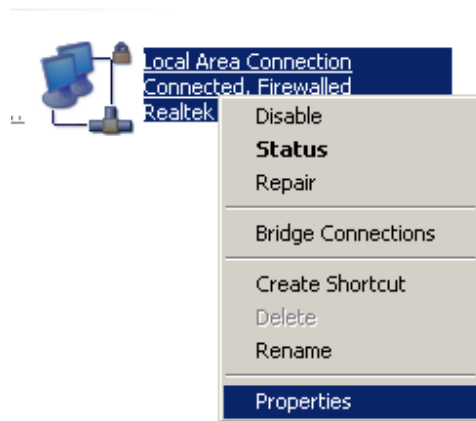 Local Area Connection
Connected, Firewalled
Realtek
Disable
Status
Repair
Bridge Connections
Create Shortcut
Delete
Rename
Properties